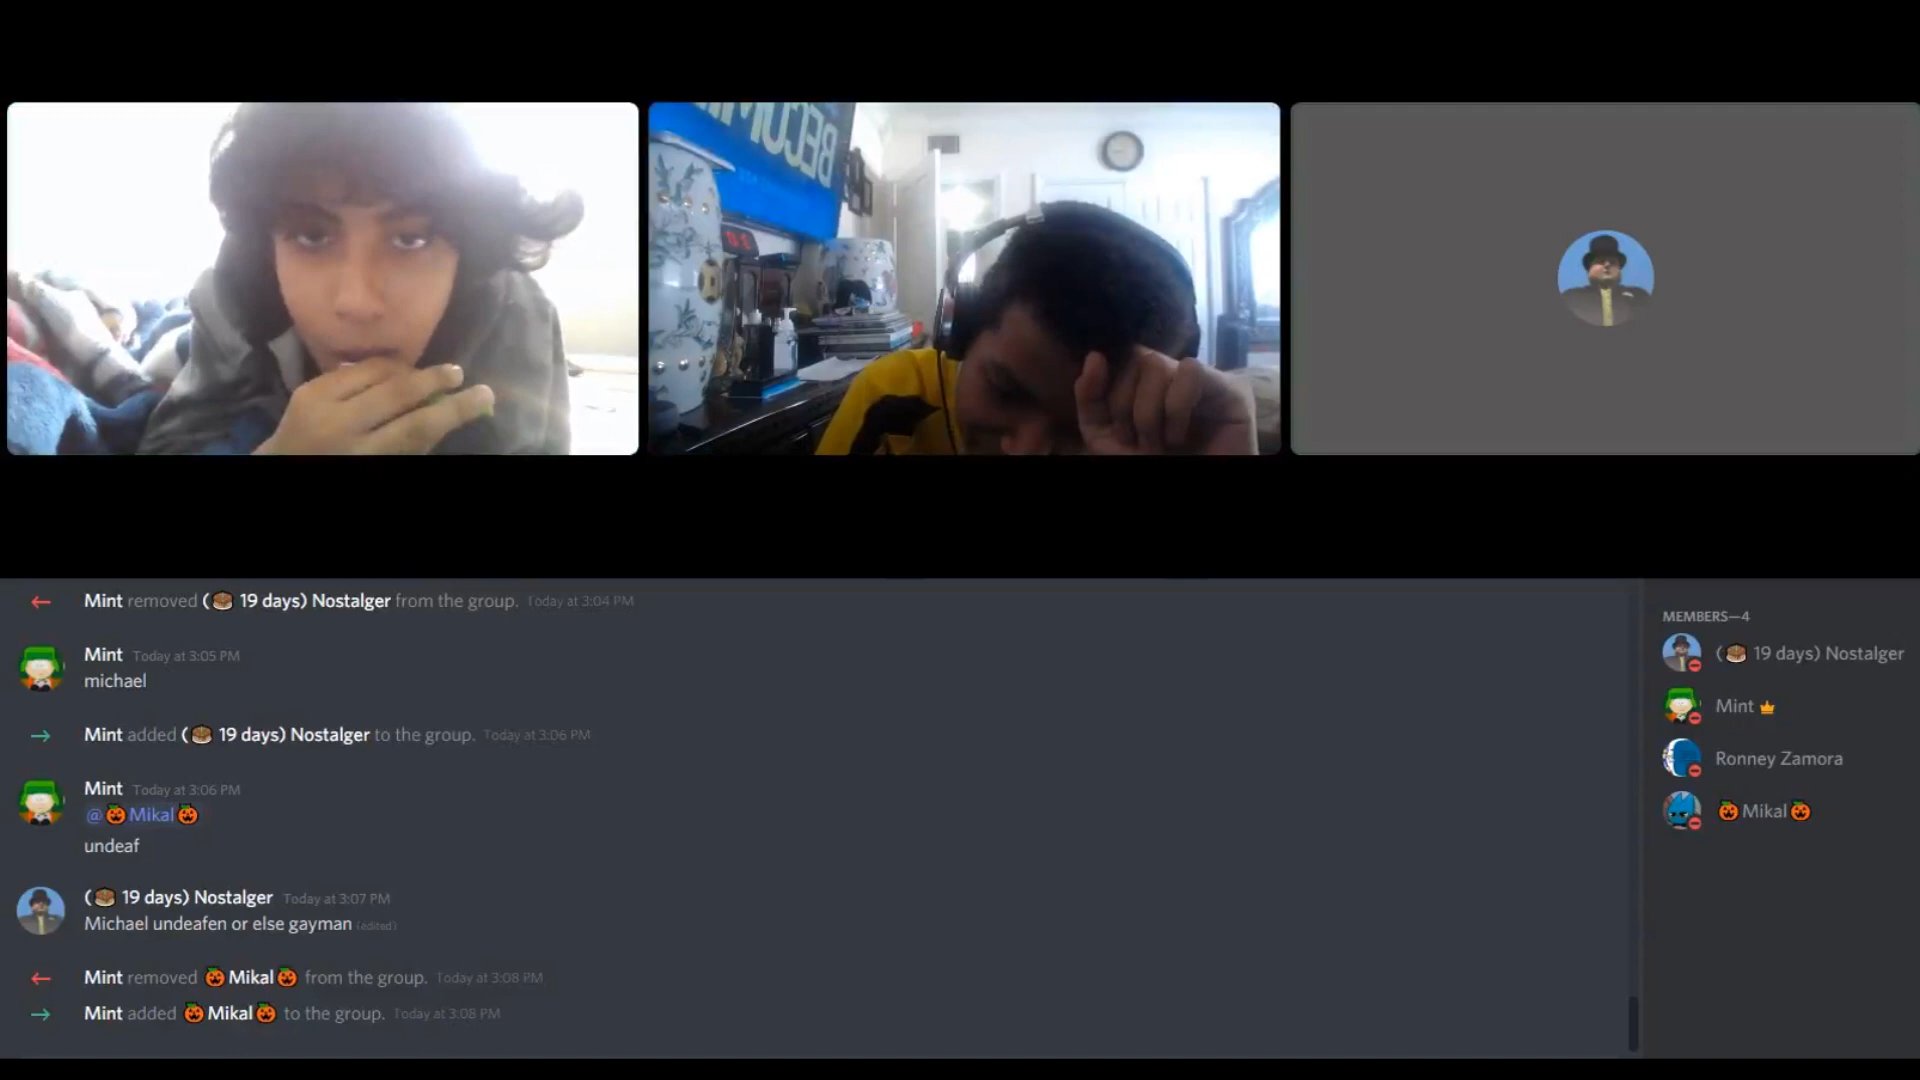 BECOMI
Mint removed (🎂 19 days) Nostalger from the group. Today at 3:04 PM
Mint Today at 3:05 PM
michael
Mint added (🎂 19 days) Nostalger to the group. Today at 3:06 PM
Mint Today at 3:06 PM
@🎃Mikal🎃
undeaf
(🎂 19 days) Nostalger Today at 3:07 PM
Michael undeafen or else gayman (edited)
Mint removed 🎃Mikal🎃 from the group. Today at 3:08 PM
Mint added 🎃Mikal🎃 to the group. Today at 3:08 PM
MEMBERS—4
(🎂 19 days) Nostalger
Mint
Ronney Zamora
🎃Mikal🎃